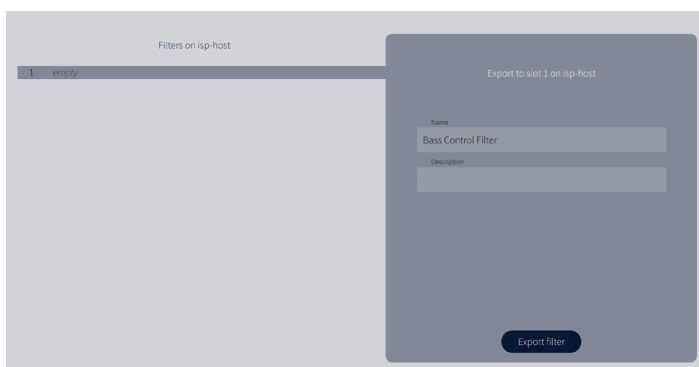 Filters on isp-host
1 empty
Export to slot 1 on isp-host
Name
Bass Control Filter
Description
Export filter